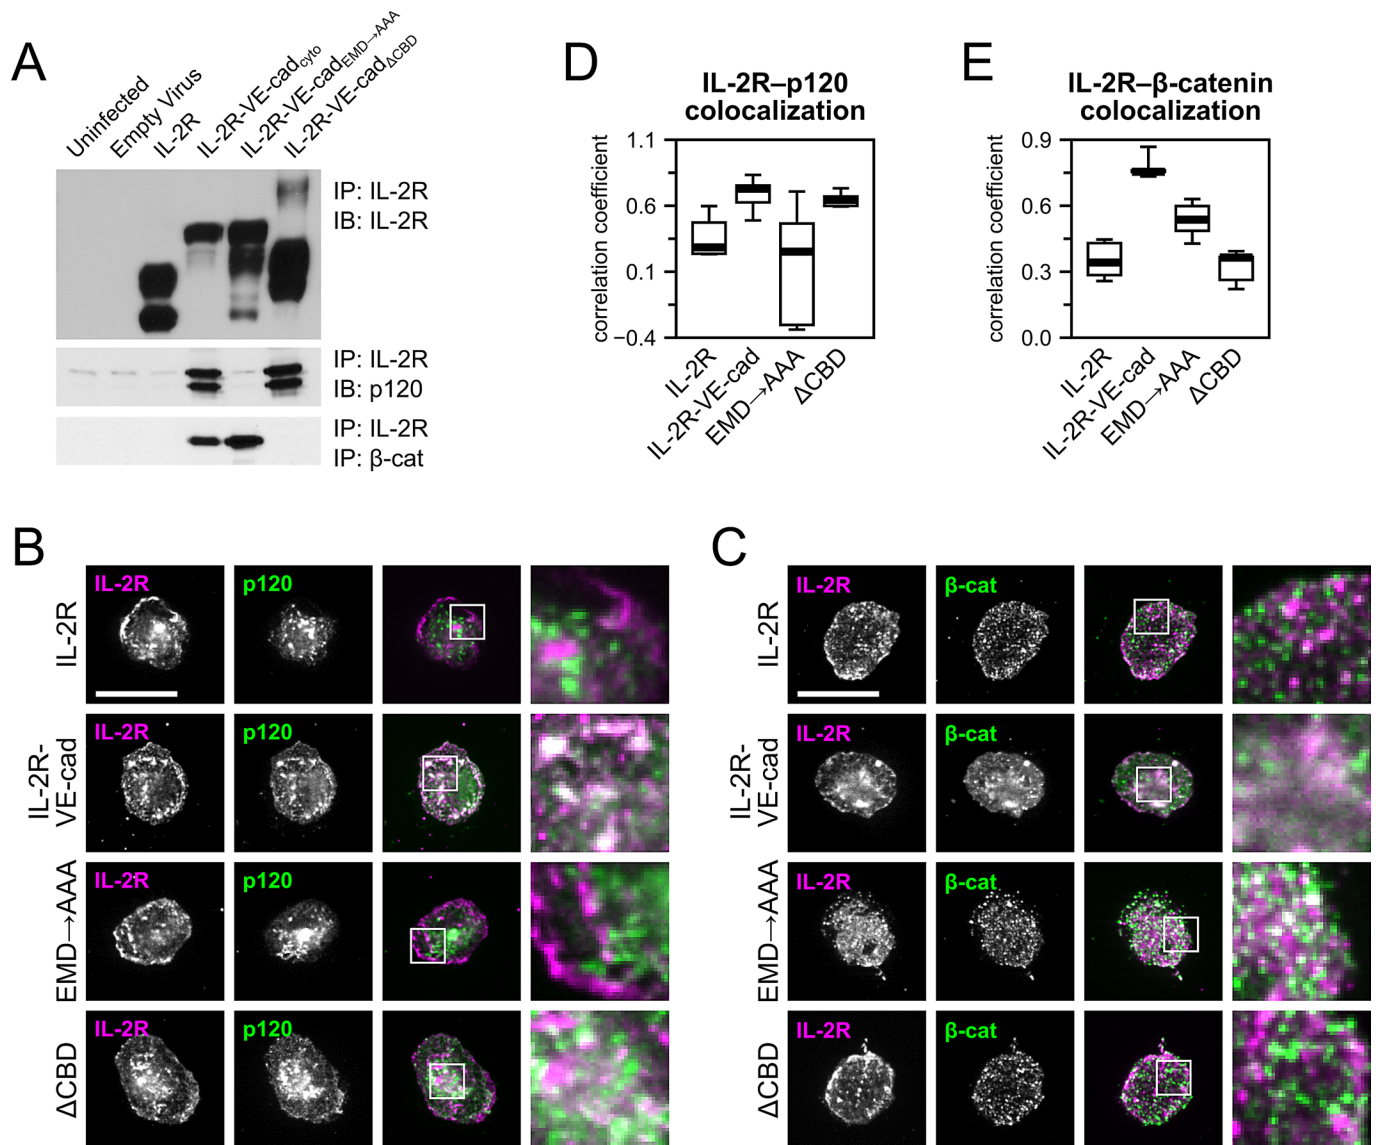 A
Uninfected
Empty Virus
IL-2R
IL-2R-VE-cadcyto
IL-2R-VE-cadEMD→AAA
IL-2R-VE-cadΔCBD
IP: IL-2R
IB: IL-2R
IP: IL-2R
IB: p120
IP: IL-2R
IP: β-cat
D
IL-2R–p120
colocalization
correlation coefficient
1.1
0.6
0.1
−0.4
IL-2R
IL-2R-VE-cad
EMD→AAA
ΔCBD
E
IL-2R–β-catenin
colocalization
correlation coefficient
0.9
0.6
0.3
0.0
IL-2R
IL-2R-VE-cad
EMD→AAA
ΔCBD
B
IL-2R
IL-2R p120
IL-2R-
VE-cad
IL-2R p120
EMD→AAA
IL-2R p120
ΔCBD
IL-2R p120
C
IL-2R
IL-2R β-cat
IL-2R-
VE-cad
IL-2R β-cat
EMD→AAA
IL-2R β-cat
ΔCBD
IL-2R β-cat